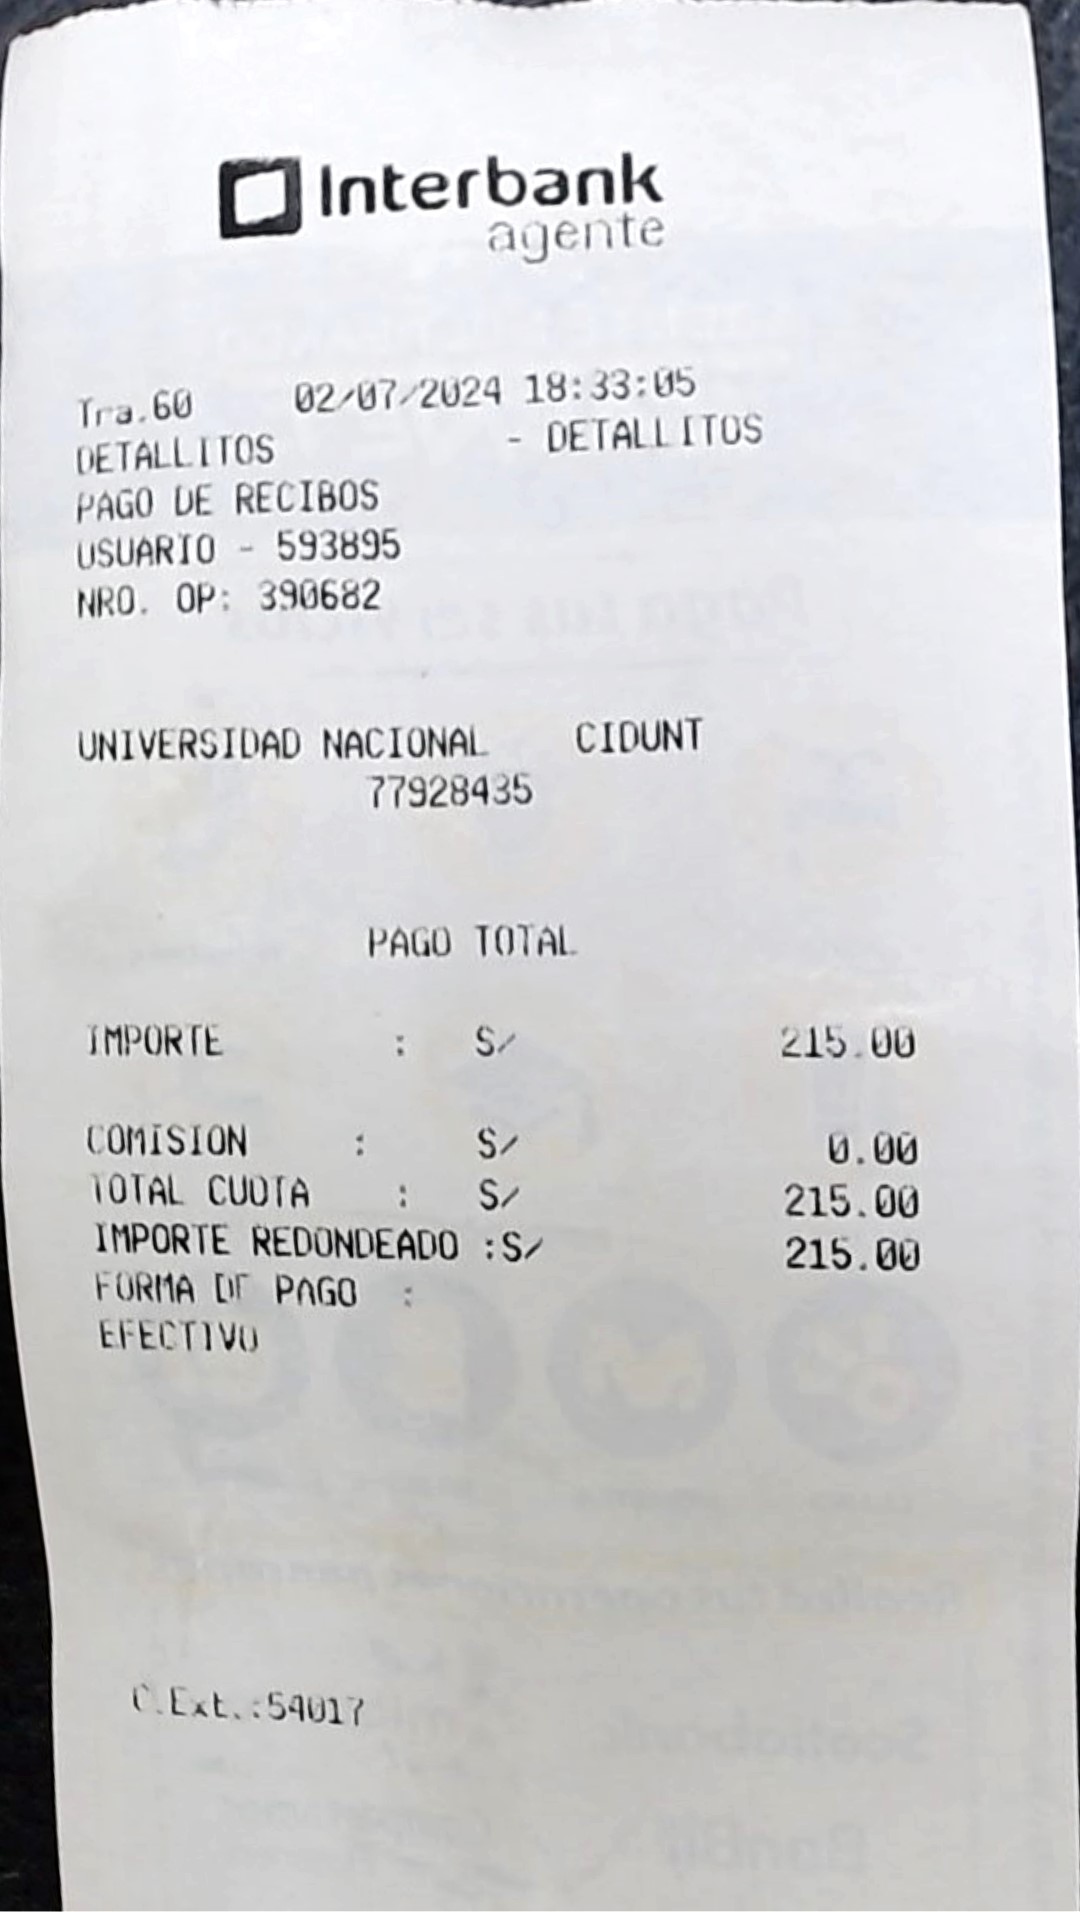 Interbank
agente
Tra.60 02/07/2024 18:33:05
DETALLITOS - DETALLITOS
PAGO DE RECIBOS
USUARIO - 593895
NRO. OP: 390682
UNIVERSIDAD NACIONAL CIDUNT
77928435
PAGO TOTAL
IMPORTE : S/ 215.00
COMISION : S/ 0.00
TOTAL CUOTA : S/ 215.00
IMPORTE REDONDEADO :S/ 215.00
FORMA DE PAGO :
EFECTIVO
C.Ext.:54017